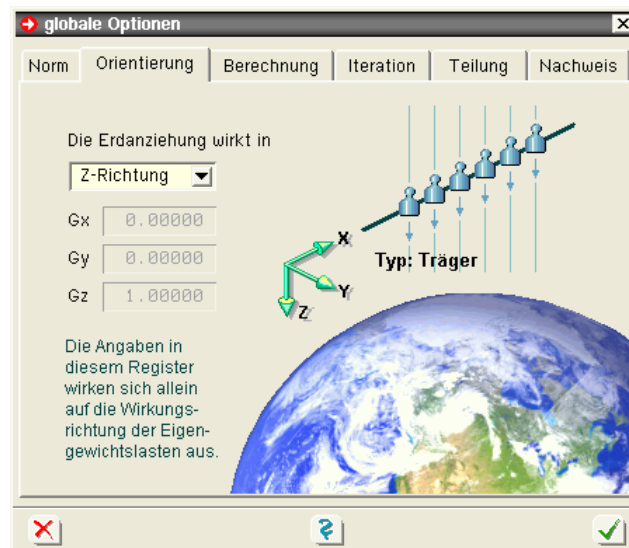 globale Optionen
Norm Orientierung Berechnung Iteration Teilung Nachweis
Die Erdanziehung wirkt in
Z-Richtung
Gx 0.00000
Gy 0.00000
Gz 1.00000
X
Y
Z
Typ: Träger
Die Angaben in
diesem Register
wirken sich allein
auf die Wirkungs-
richtung der Eigen-
gewichtslasten aus.